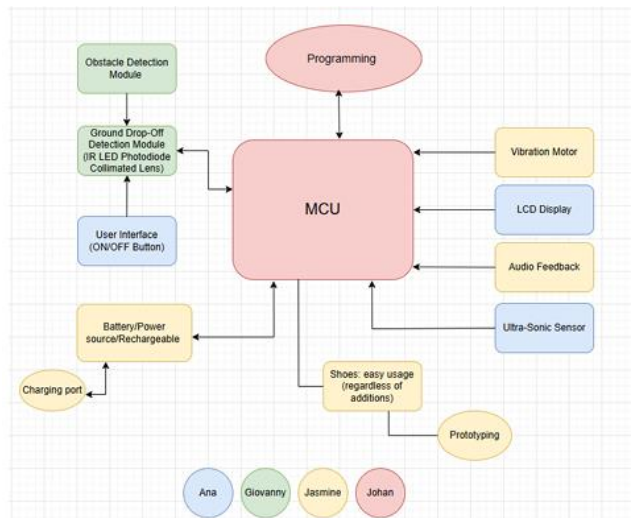 Programming
Obstacle Detection
Module
Ground Drop-Off
Detection Module
(IR LED Photodiode
Collimated Lens)
User Interface
(ON/OFF Button)
MCU
Vibration Motor
LCD Display
Audio Feedback
Ultra-Sonic Sensor
Battery/Power
source/Rechargeable
Charging port
Shoes: easy usage
(regardless of
additions)
Prototyping
Ana
Giovanny
Jasmine
Johan